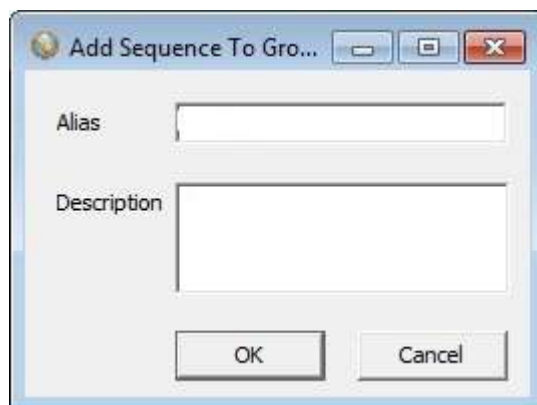 Add Sequence To Gro...
Alias
Description
OK
Cancel